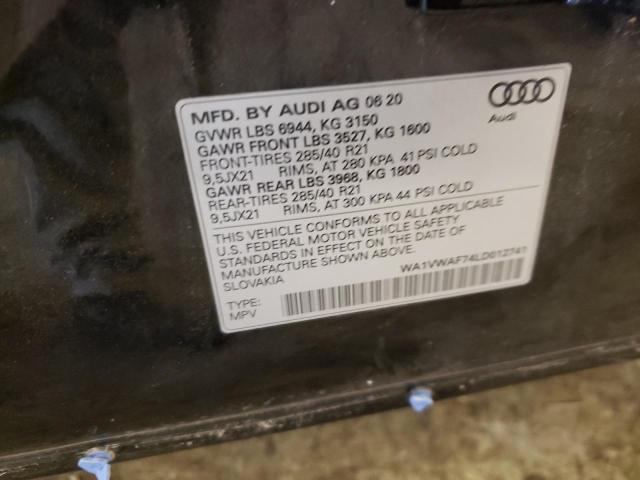 MFD. BY AUDI AG 06 20
GVWR LBS 6944, KG 3150
GAWR FRONT LBS 3527, KG 1600
FRONT-TIRES 285/40 R21
9,5JX21 RIMS, AT 280 KPA 41 PSI COLD
GAWR REAR LBS 3968, KG 1800
REAR-TIRES 285/40 R21
9,5JX21 RIMS, AT 300 KPA 44 PSI COLD
Audi
THIS VEHICLE CONFORMS TO ALL APPLICABLE
U.S. FEDERAL MOTOR VEHICLE SAFETY
STANDARDS IN EFFECT ON THE DATE OF
MANUFACTURE SHOWN ABOVE.
SLOVAKIA
WA1VWAF74LD012741
TYPE:
MPV